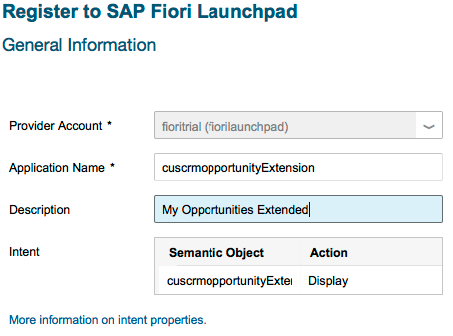 Register to SAP Fiori Launchpad
General Information
Provider Account *
fioritrial (fiorilaunchpad)
Application Name *
cuscrmopportunityExtension
Description
My Opportunities Extended
Intent
Semantic Object Action
cuscrmopportunityExter Display
More information on intent properties.